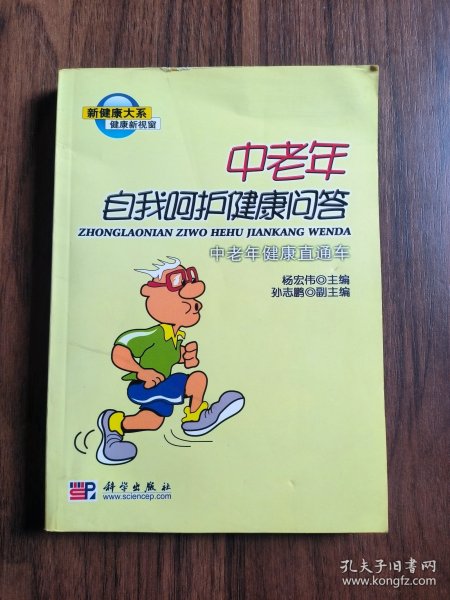 新健康大系
健康新视窗
中老年
自我呵护健康问答
ZHONGLAONIAN ZIWO HEHU JIANKANG WENDA
中老年健康直通车
杨宏伟◎主编
孙志鹏◎副主编
科学出版社
www.sciencep.com
孔夫子旧书网
www.kongfz.com